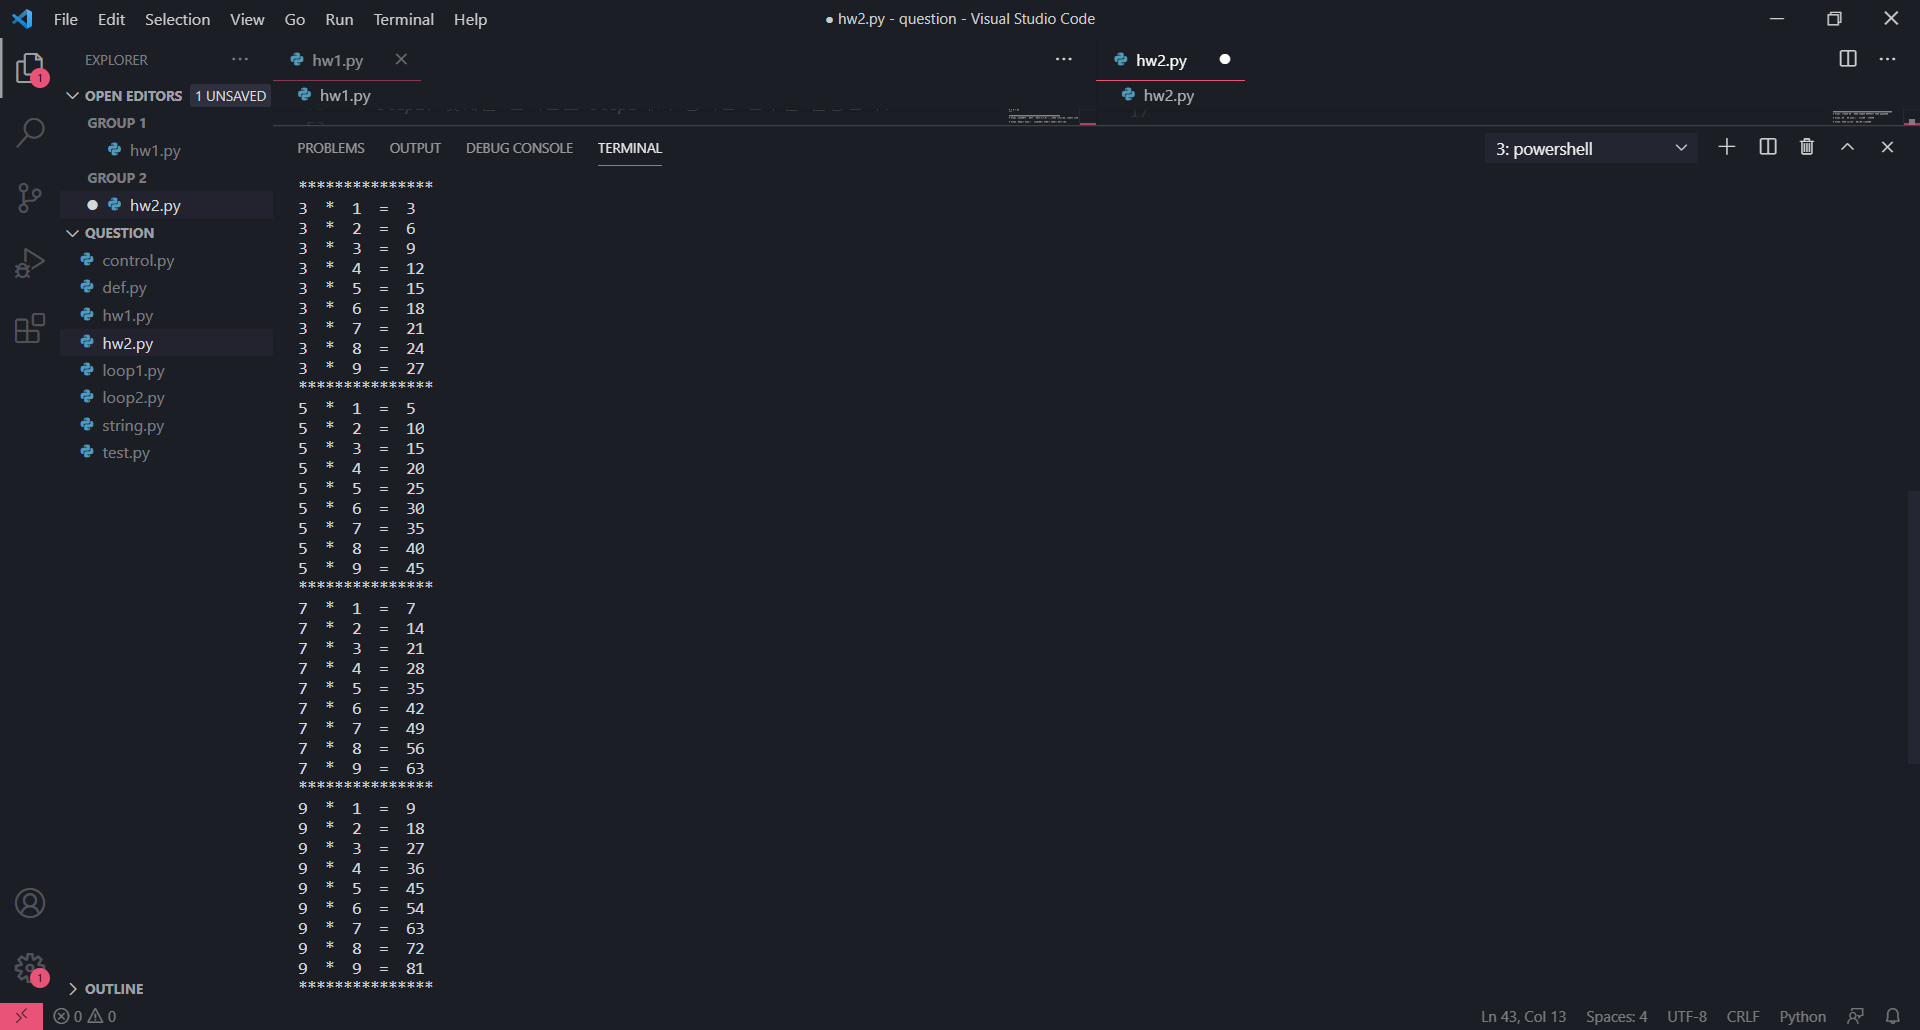 File Edit Selection View Go Run Terminal Help
● hw2.py - question - Visual Studio Code
EXPLORER ···
OPEN EDITORS 1 UNSAVED
GROUP 1
hw1.py
GROUP 2
● hw2.py
QUESTION
control.py
def.py
hw1.py
hw2.py
loop1.py
loop2.py
string.py
test.py
OUTLINE
1
1
hw1.py
hw1.py
hw2.py
hw2.py
17
PROBLEMS OUTPUT DEBUG CONSOLE TERMINAL
3: powershell
***************
3 * 1 = 3
3 * 2 = 6
3 * 3 = 9
3 * 4 = 12
3 * 5 = 15
3 * 6 = 18
3 * 7 = 21
3 * 8 = 24
3 * 9 = 27
***************
5 * 1 = 5
5 * 2 = 10
5 * 3 = 15
5 * 4 = 20
5 * 5 = 25
5 * 6 = 30
5 * 7 = 35
5 * 8 = 40
5 * 9 = 45
***************
7 * 1 = 7
7 * 2 = 14
7 * 3 = 21
7 * 4 = 28
7 * 5 = 35
7 * 6 = 42
7 * 7 = 49
7 * 8 = 56
7 * 9 = 63
***************
9 * 1 = 9
9 * 2 = 18
9 * 3 = 27
9 * 4 = 36
9 * 5 = 45
9 * 6 = 54
9 * 7 = 63
9 * 8 = 72
9 * 9 = 81
***************
0 0
Ln 43, Col 13 Spaces: 4 UTF-8 CRLF Python